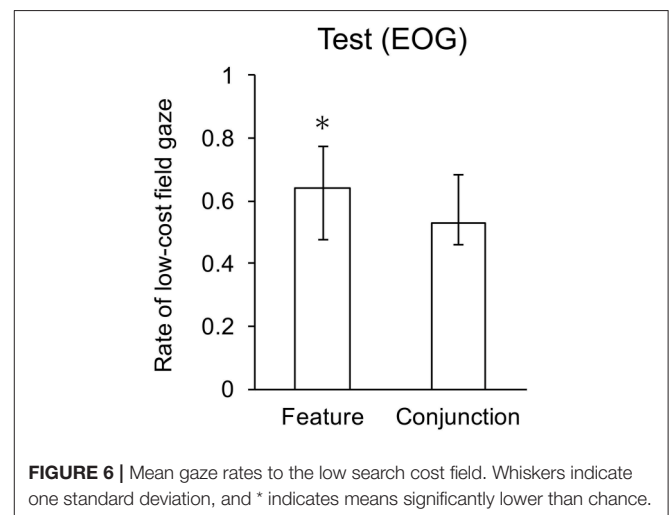 Test (EOG)
Rate of low-cost field gaze
1
0.8
0.6
0.4
0.2
0
*
Feature Conjunction
FIGURE 6 | Mean gaze rates to the low search cost field. Whiskers indicate
one standard deviation, and * indicates means significantly lower than chance.